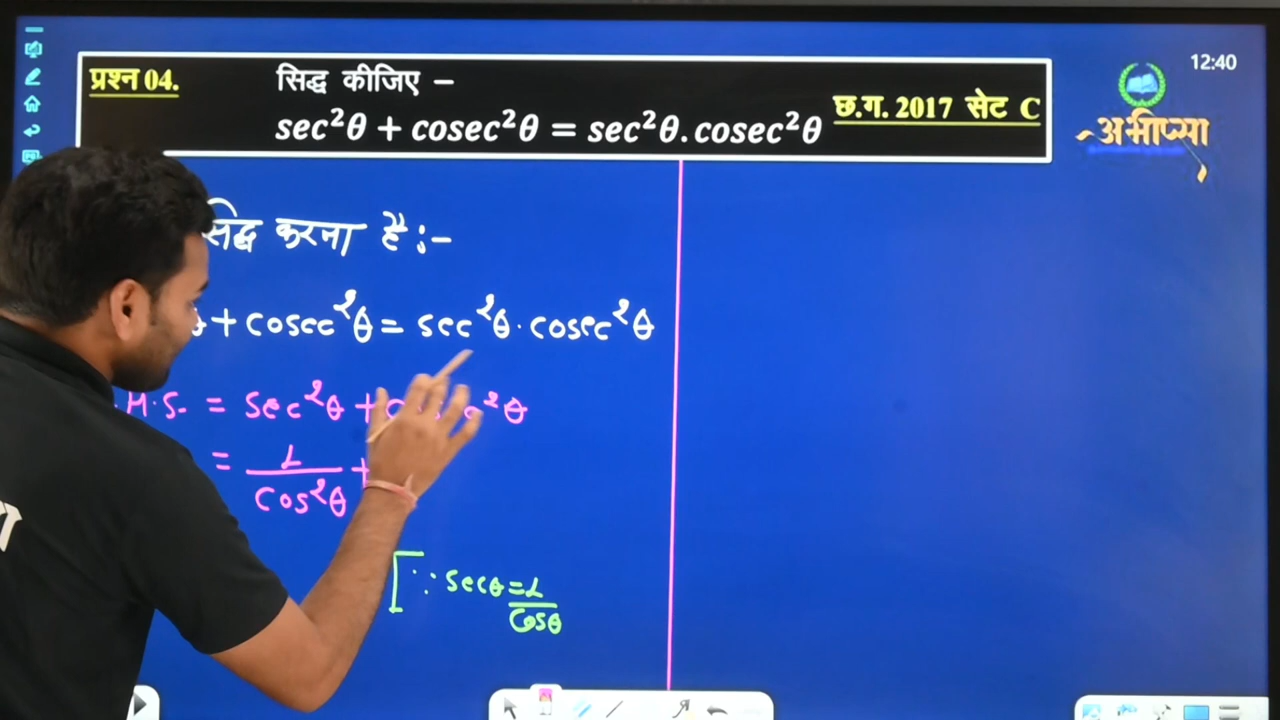 12:40
प्रश्न 04. सिद्ध कीजिए –
sec²θ + cosec²θ = sec²θ.cosec²θ
छ.ग. 2017 सेट C
अभीप्सा
सिद्ध करना है :-
θ + cosec²θ = sec²θ · cosec²θ
.H.S. = sec²θ +
= 1/cos²θ +
[∵ secθ = 1/cosθ